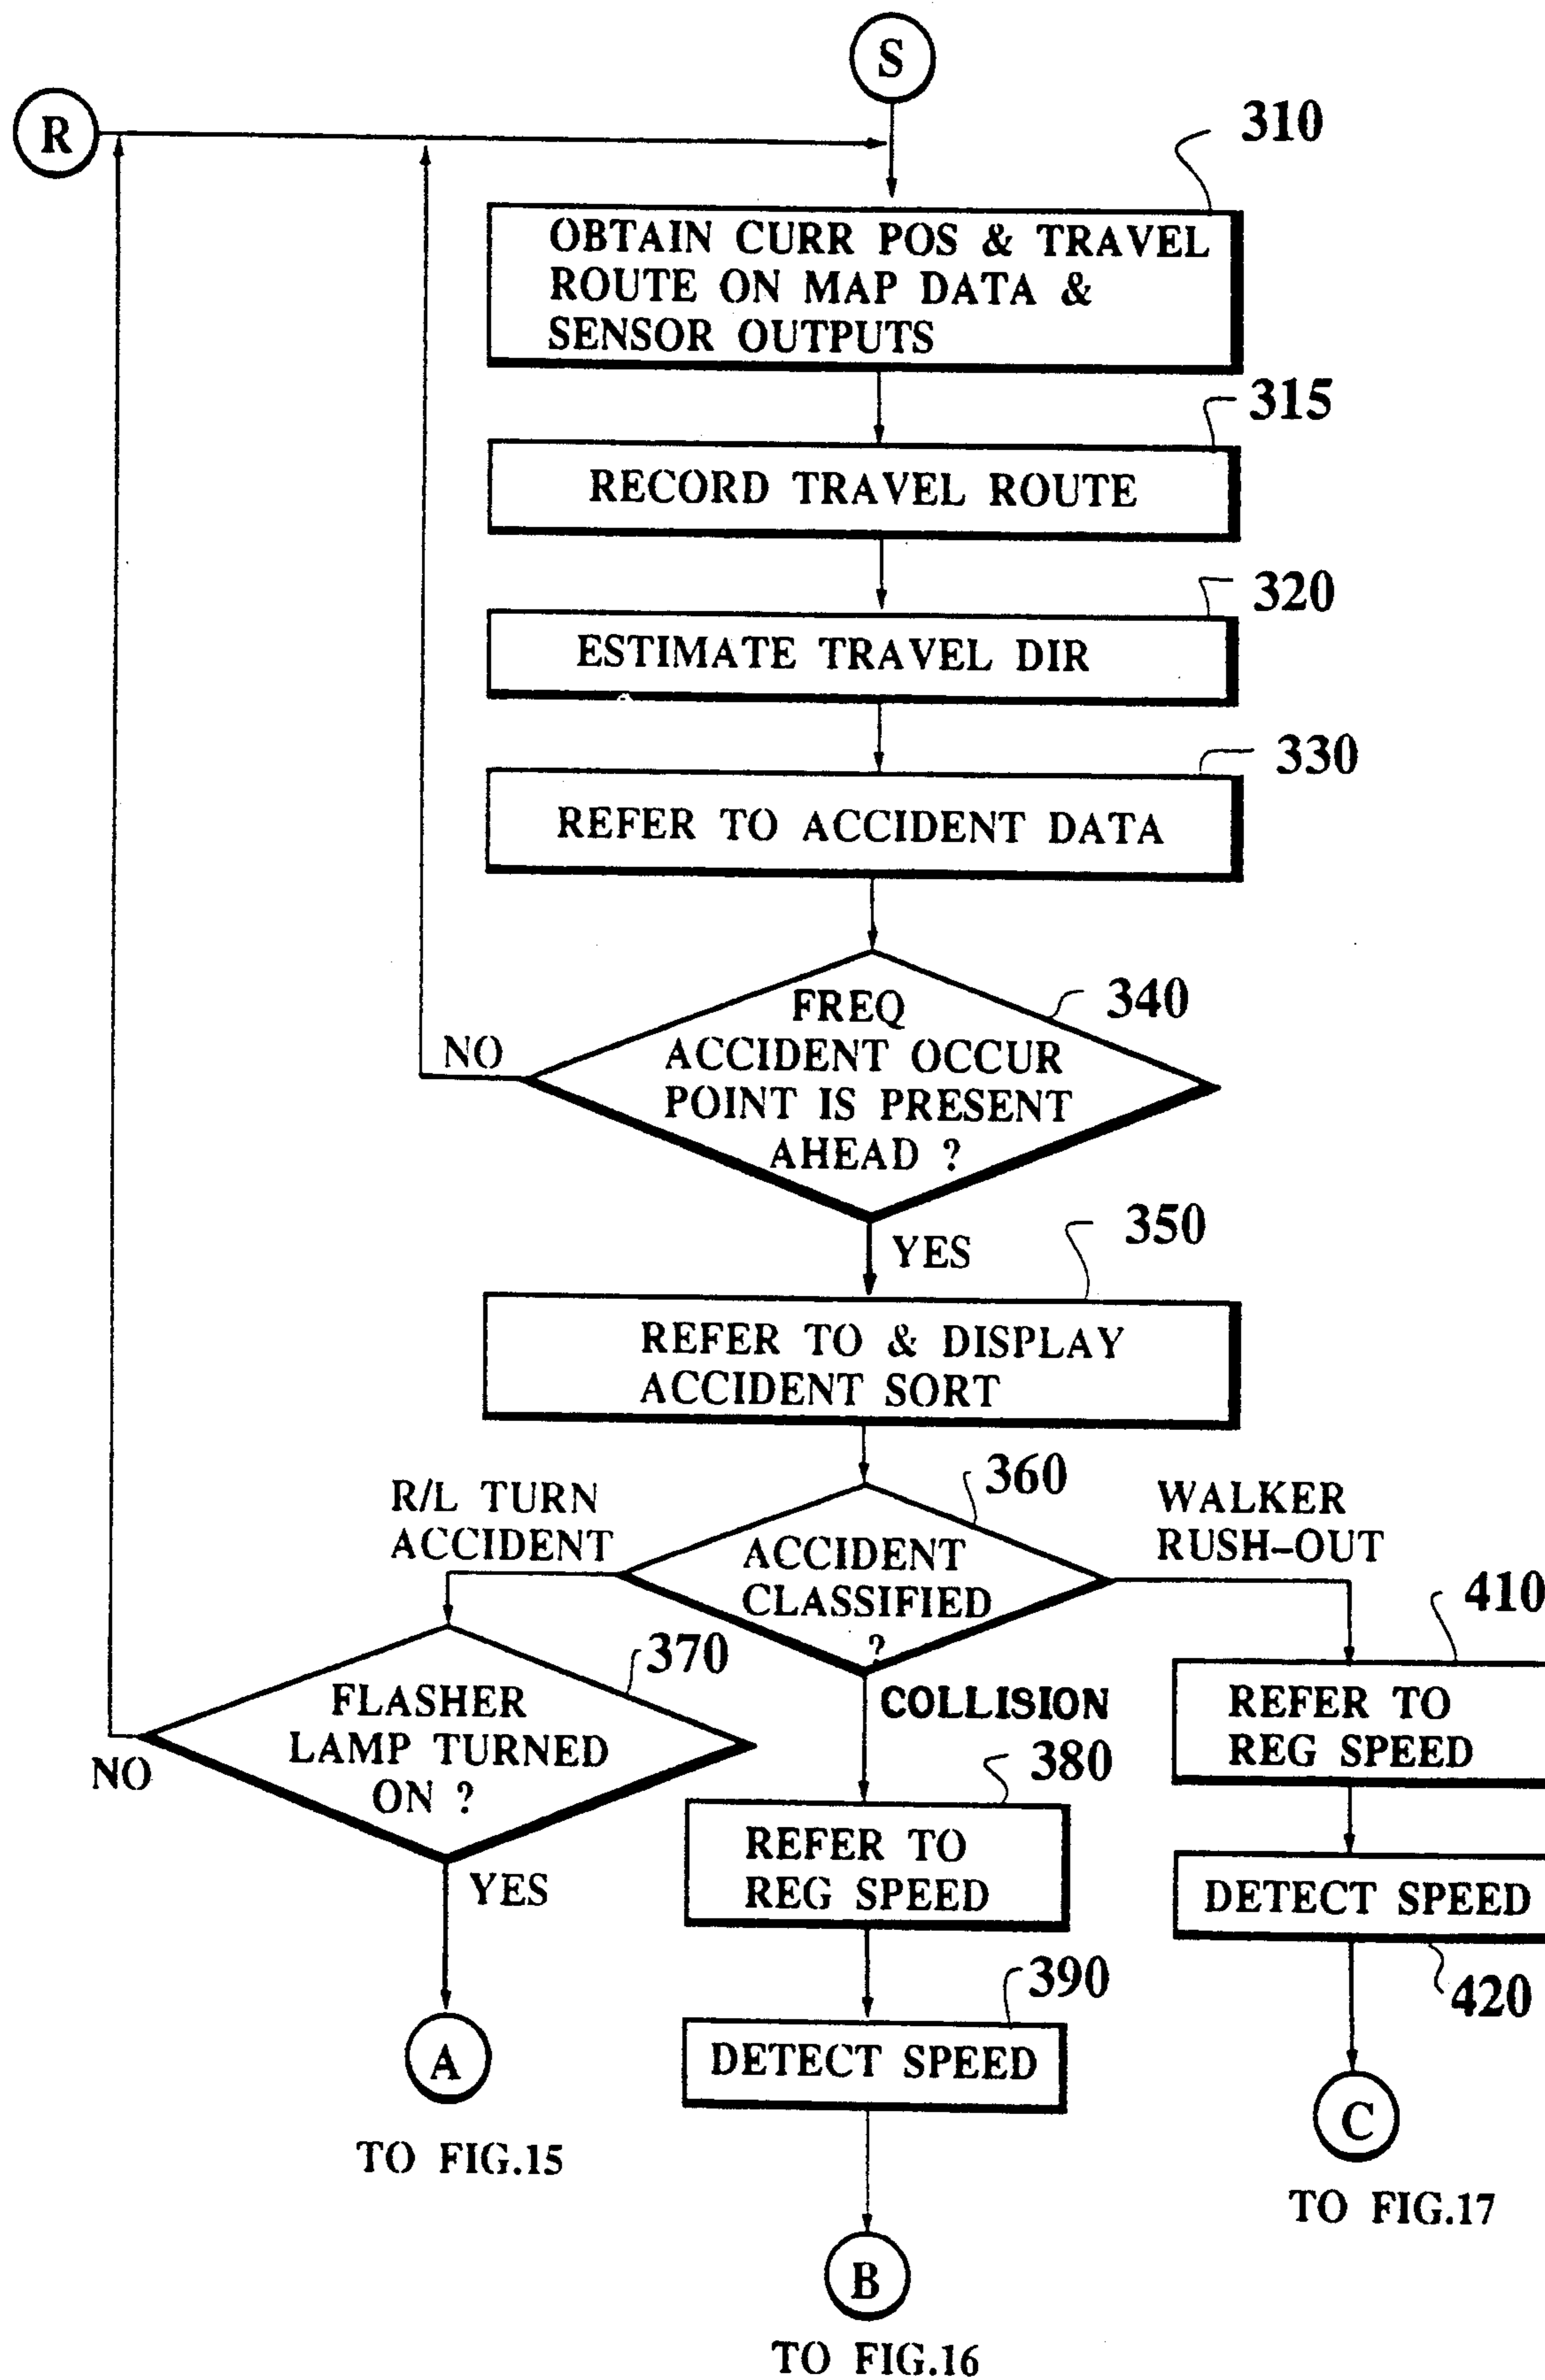 S
R
310
OBTAIN CURR POS & TRAVEL
ROUTE ON MAP DATA &
SENSOR OUTPUTS
315
RECORD TRAVEL ROUTE
320
ESTIMATE TRAVEL DIR
330
REFER TO ACCIDENT DATA
340
FREQ
ACCIDENT OCCUR
POINT IS PRESENT
AHEAD ?
NO
YES
350
REFER TO & DISPLAY
ACCIDENT SORT
360
ACCIDENT
CLASSIFIED
?
R/L TURN
ACCIDENT
WALKER
RUSH-OUT
COLLISION
370
FLASHER
LAMP TURNED
ON ?
NO
YES
A
TO FIG.15
380
REFER TO
REG SPEED
390
DETECT SPEED
B
TO FIG.16
410
REFER TO
REG SPEED
DETECT SPEED
420
C
TO FIG.17